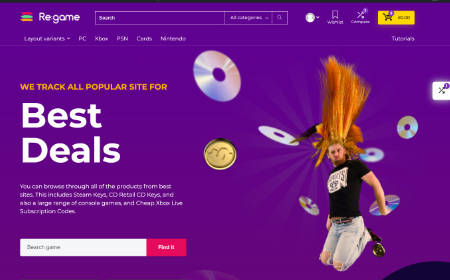 Re:game
Search
All categories
Wishlist
Compare
Layout variants
PC
Xbox
PSN
Cards
Nintendo
Tutorials
WE TRACK ALL POPULAR SITE FOR
Best
Deals
You can browse through all of the products from best
sites. This includes Steam Keys, CD Retail CD Keys, and
also a large range of console games, and Cheap Xbox Live
Subscription Codes.
Search game
Find it